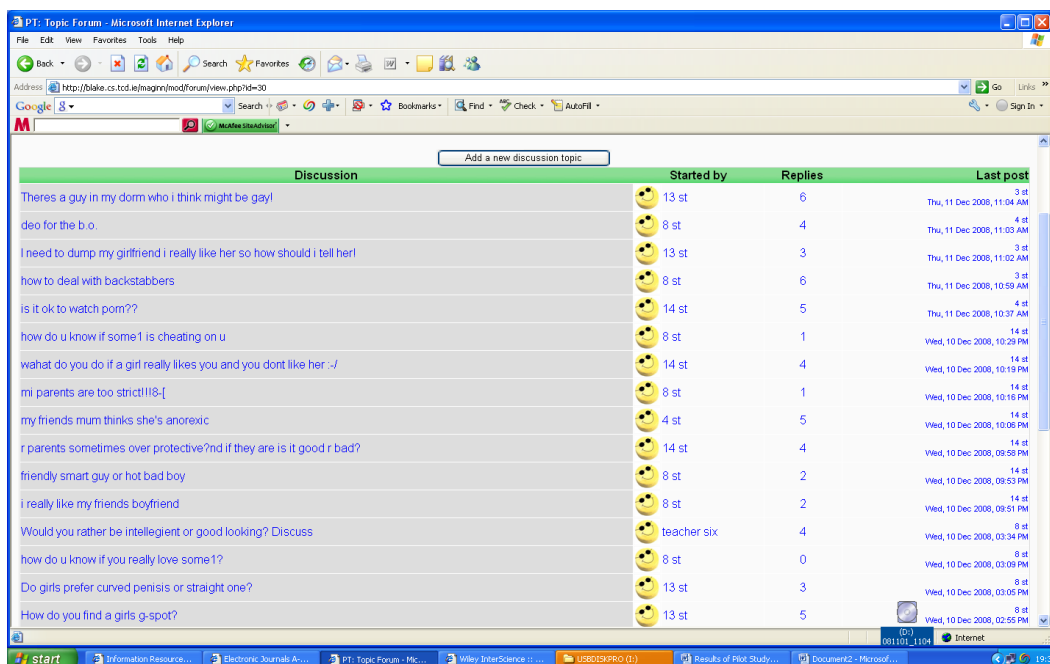 PT: Topic Forum - Microsoft Internet Explorer
File Edit View Favorites Tools Help
Back Search Favorites
Address http://blake.cs.tcd.ie/maginn/mod/forum/view.php?id=30 Go Links »
Google Search Bookmarks Find Check AutoFill Sign In
M McAfee SiteAdvisor
Add a new discussion topic
Discussion Started by Replies Last post
Theres a guy in my dorm who i think might be gay! 13 st 6 3 st
Thu, 11 Dec 2008, 11:04 AM
deo for the b.o. 8 st 4 4 st
Thu, 11 Dec 2008, 11:03 AM
I need to dump my girlfriend i really like her so how should i tell her! 13 st 3 3 st
Thu, 11 Dec 2008, 11:02 AM
how to deal with backstabbers 8 st 6 3 st
Thu, 11 Dec 2008, 10:59 AM
is it ok to watch porn?? 14 st 5 4 st
Thu, 11 Dec 2008, 10:37 AM
how do u know if some1 is cheating on u 8 st 1 14 st
Wed, 10 Dec 2008, 10:29 PM
wahat do you do if a girl really likes you and you dont like her :-/ 14 st 4 14 st
Wed, 10 Dec 2008, 10:19 PM
mi parents are too strict!!!8-[ 8 st 1 14 st
Wed, 10 Dec 2008, 10:16 PM
my friends mum thinks she's anorexic 4 st 5 14 st
Wed, 10 Dec 2008, 10:06 PM
r parents sometimes over protective?nd if they are is it good r bad? 14 st 4 14 st
Wed, 10 Dec 2008, 09:58 PM
friendly smart guy or hot bad boy 8 st 2 14 st
Wed, 10 Dec 2008, 09:53 PM
i really like my friends boyfriend 8 st 2 14 st
Wed, 10 Dec 2008, 09:51 PM
Would you rather be intellegient or good looking? Discuss teacher six 4 8 st
Wed, 10 Dec 2008, 03:34 PM
how do u know if you really love some1? 8 st 0 8 st
Wed, 10 Dec 2008, 03:09 PM
Do girls prefer curved penisis or straight one? 13 st 3 8 st
Wed, 10 Dec 2008, 03:05 PM
How do you find a girls g-spot? 13 st 5 8 st
Wed, 10 Dec 2008, 02:55 PM
(D:)
081101_1104 Internet
start Information Resource... Electronic Journals A-... PT: Topic Forum - Mic... Wiley InterScience :: ... USBDISKPRO (I:) Results of Pilot Study... Document2 - Microsof...